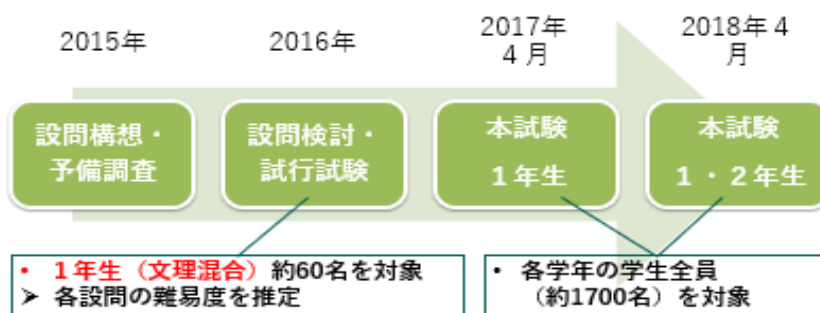 2015年
2016年
2017年
4月
2018年4
月
設問構想・
予備調査
設問検討・
試行試験
本試験
1年生
本試験
1・2年生
• 1年生（文理混合）約60名を対象
➢ 各設問の難易度を推定
• 各学年の学生全員
（約1700名）を対象